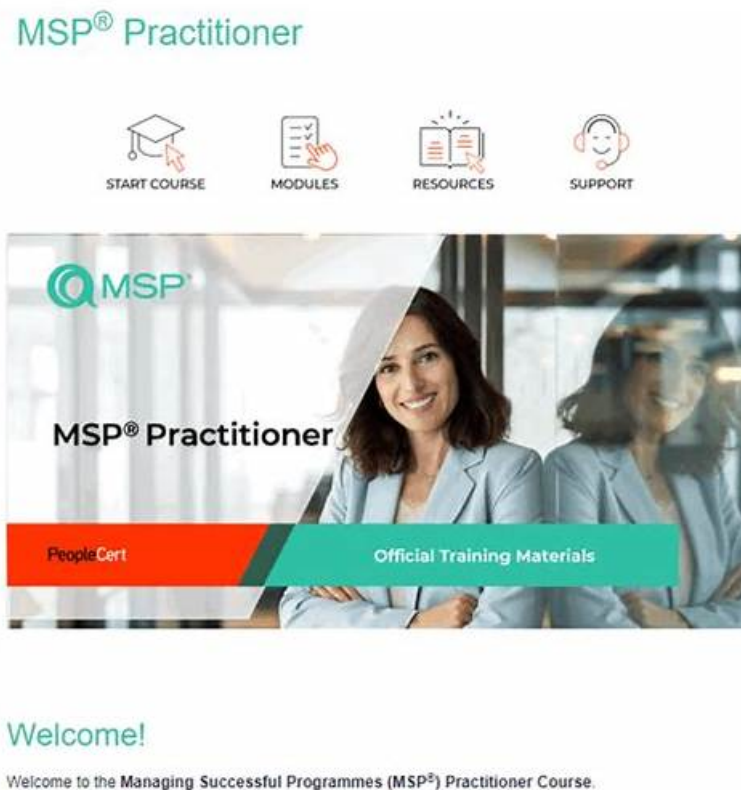 MSP® Practitioner
START COURSE
MODULES
RESOURCES
SUPPORT
MSP®
MSP® Practitioner
PeopleCert
Official Training Materials
Welcome!
Welcome to the Managing Successful Programmes (MSP®) Practitioner Course.